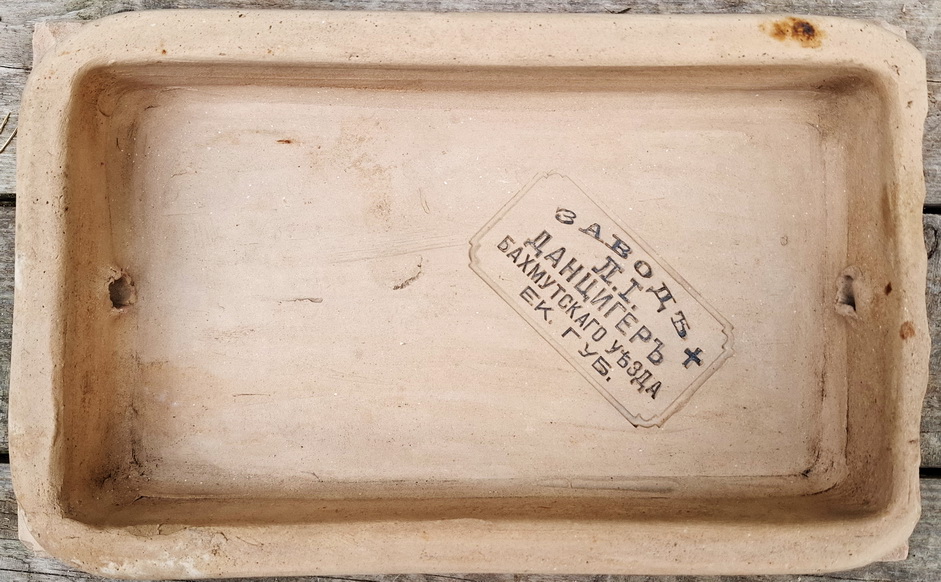 ЗАВОДЪ
Л.І.
ДАНЦИГЕРЪ
БАХМУТСКАГО УѢЗДА
ЕК. ГУБ.